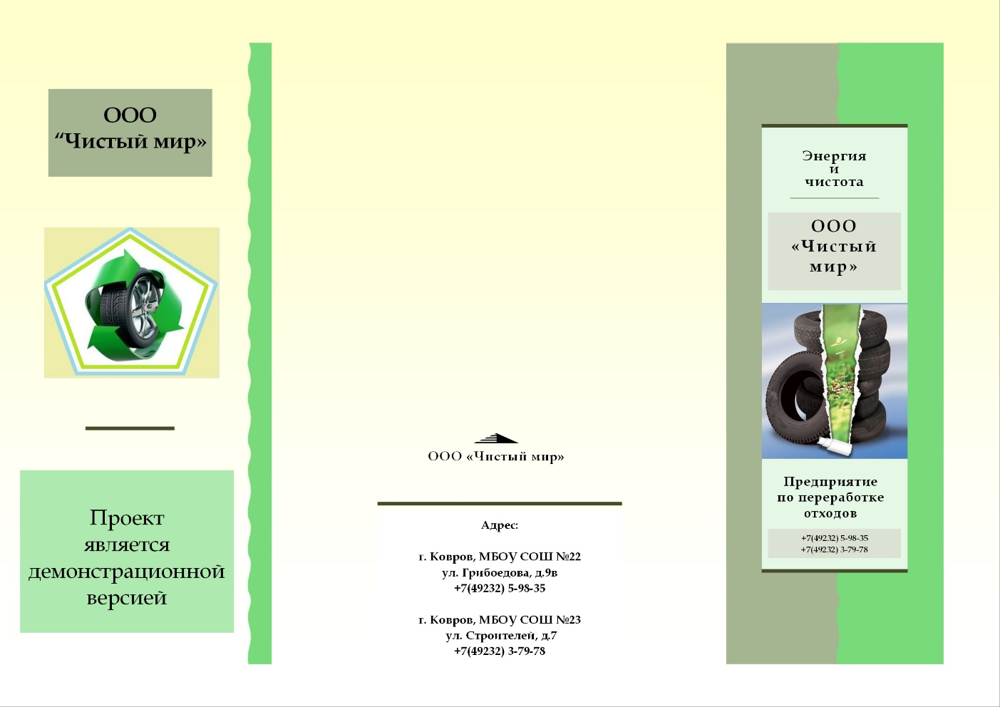 ООО
“Чистый мир»
Проект
является
демонстрационной
версией
ООО «Чистый мир»
Адрес:
г. Ковров, МБОУ СОШ №22
ул. Грибоедова, д.9в
+7(49232) 5-98-35
г. Ковров, МБОУ СОШ №23
ул. Строителей, д.7
+7(49232) 3-79-78
Энергия
и
чистота
ООО
«Чистый
мир»
Предприятие
по переработке
отходов
+7(49232) 5-98-35
+7(49232) 3-79-78